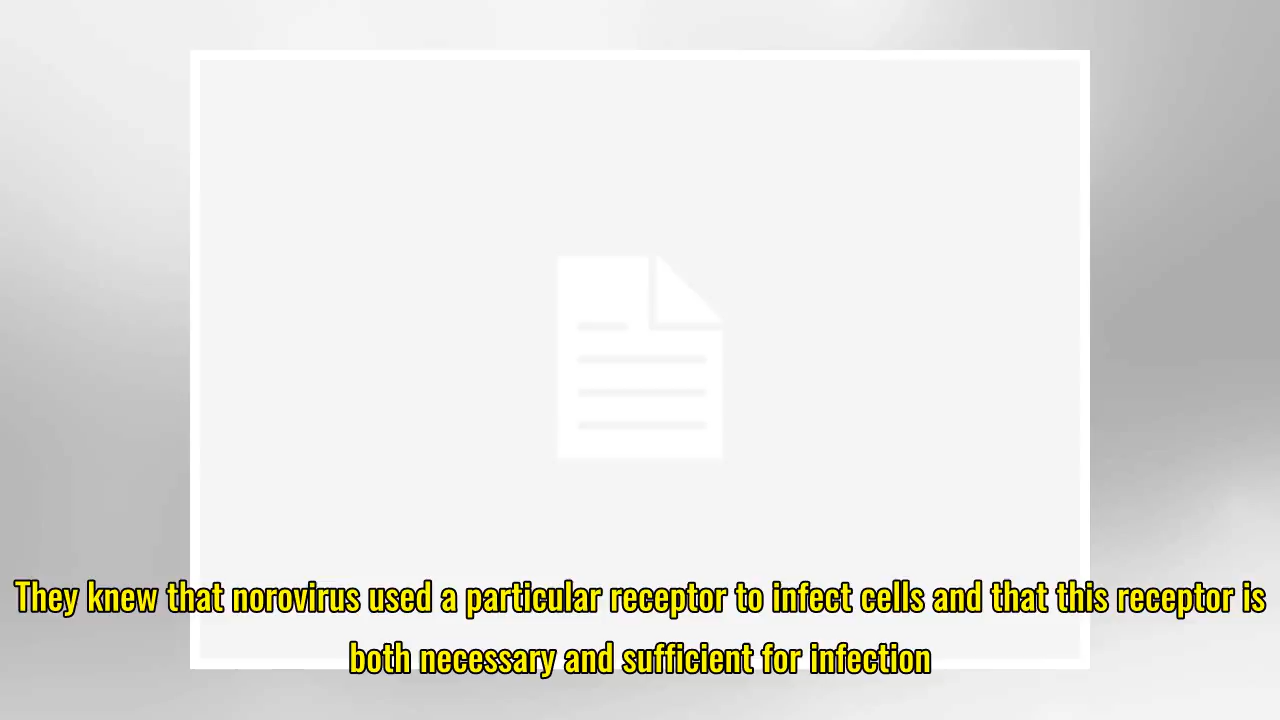 They knew that norovirus used a particular receptor to infect cells and that this receptor is
both necessary and sufficient for infection